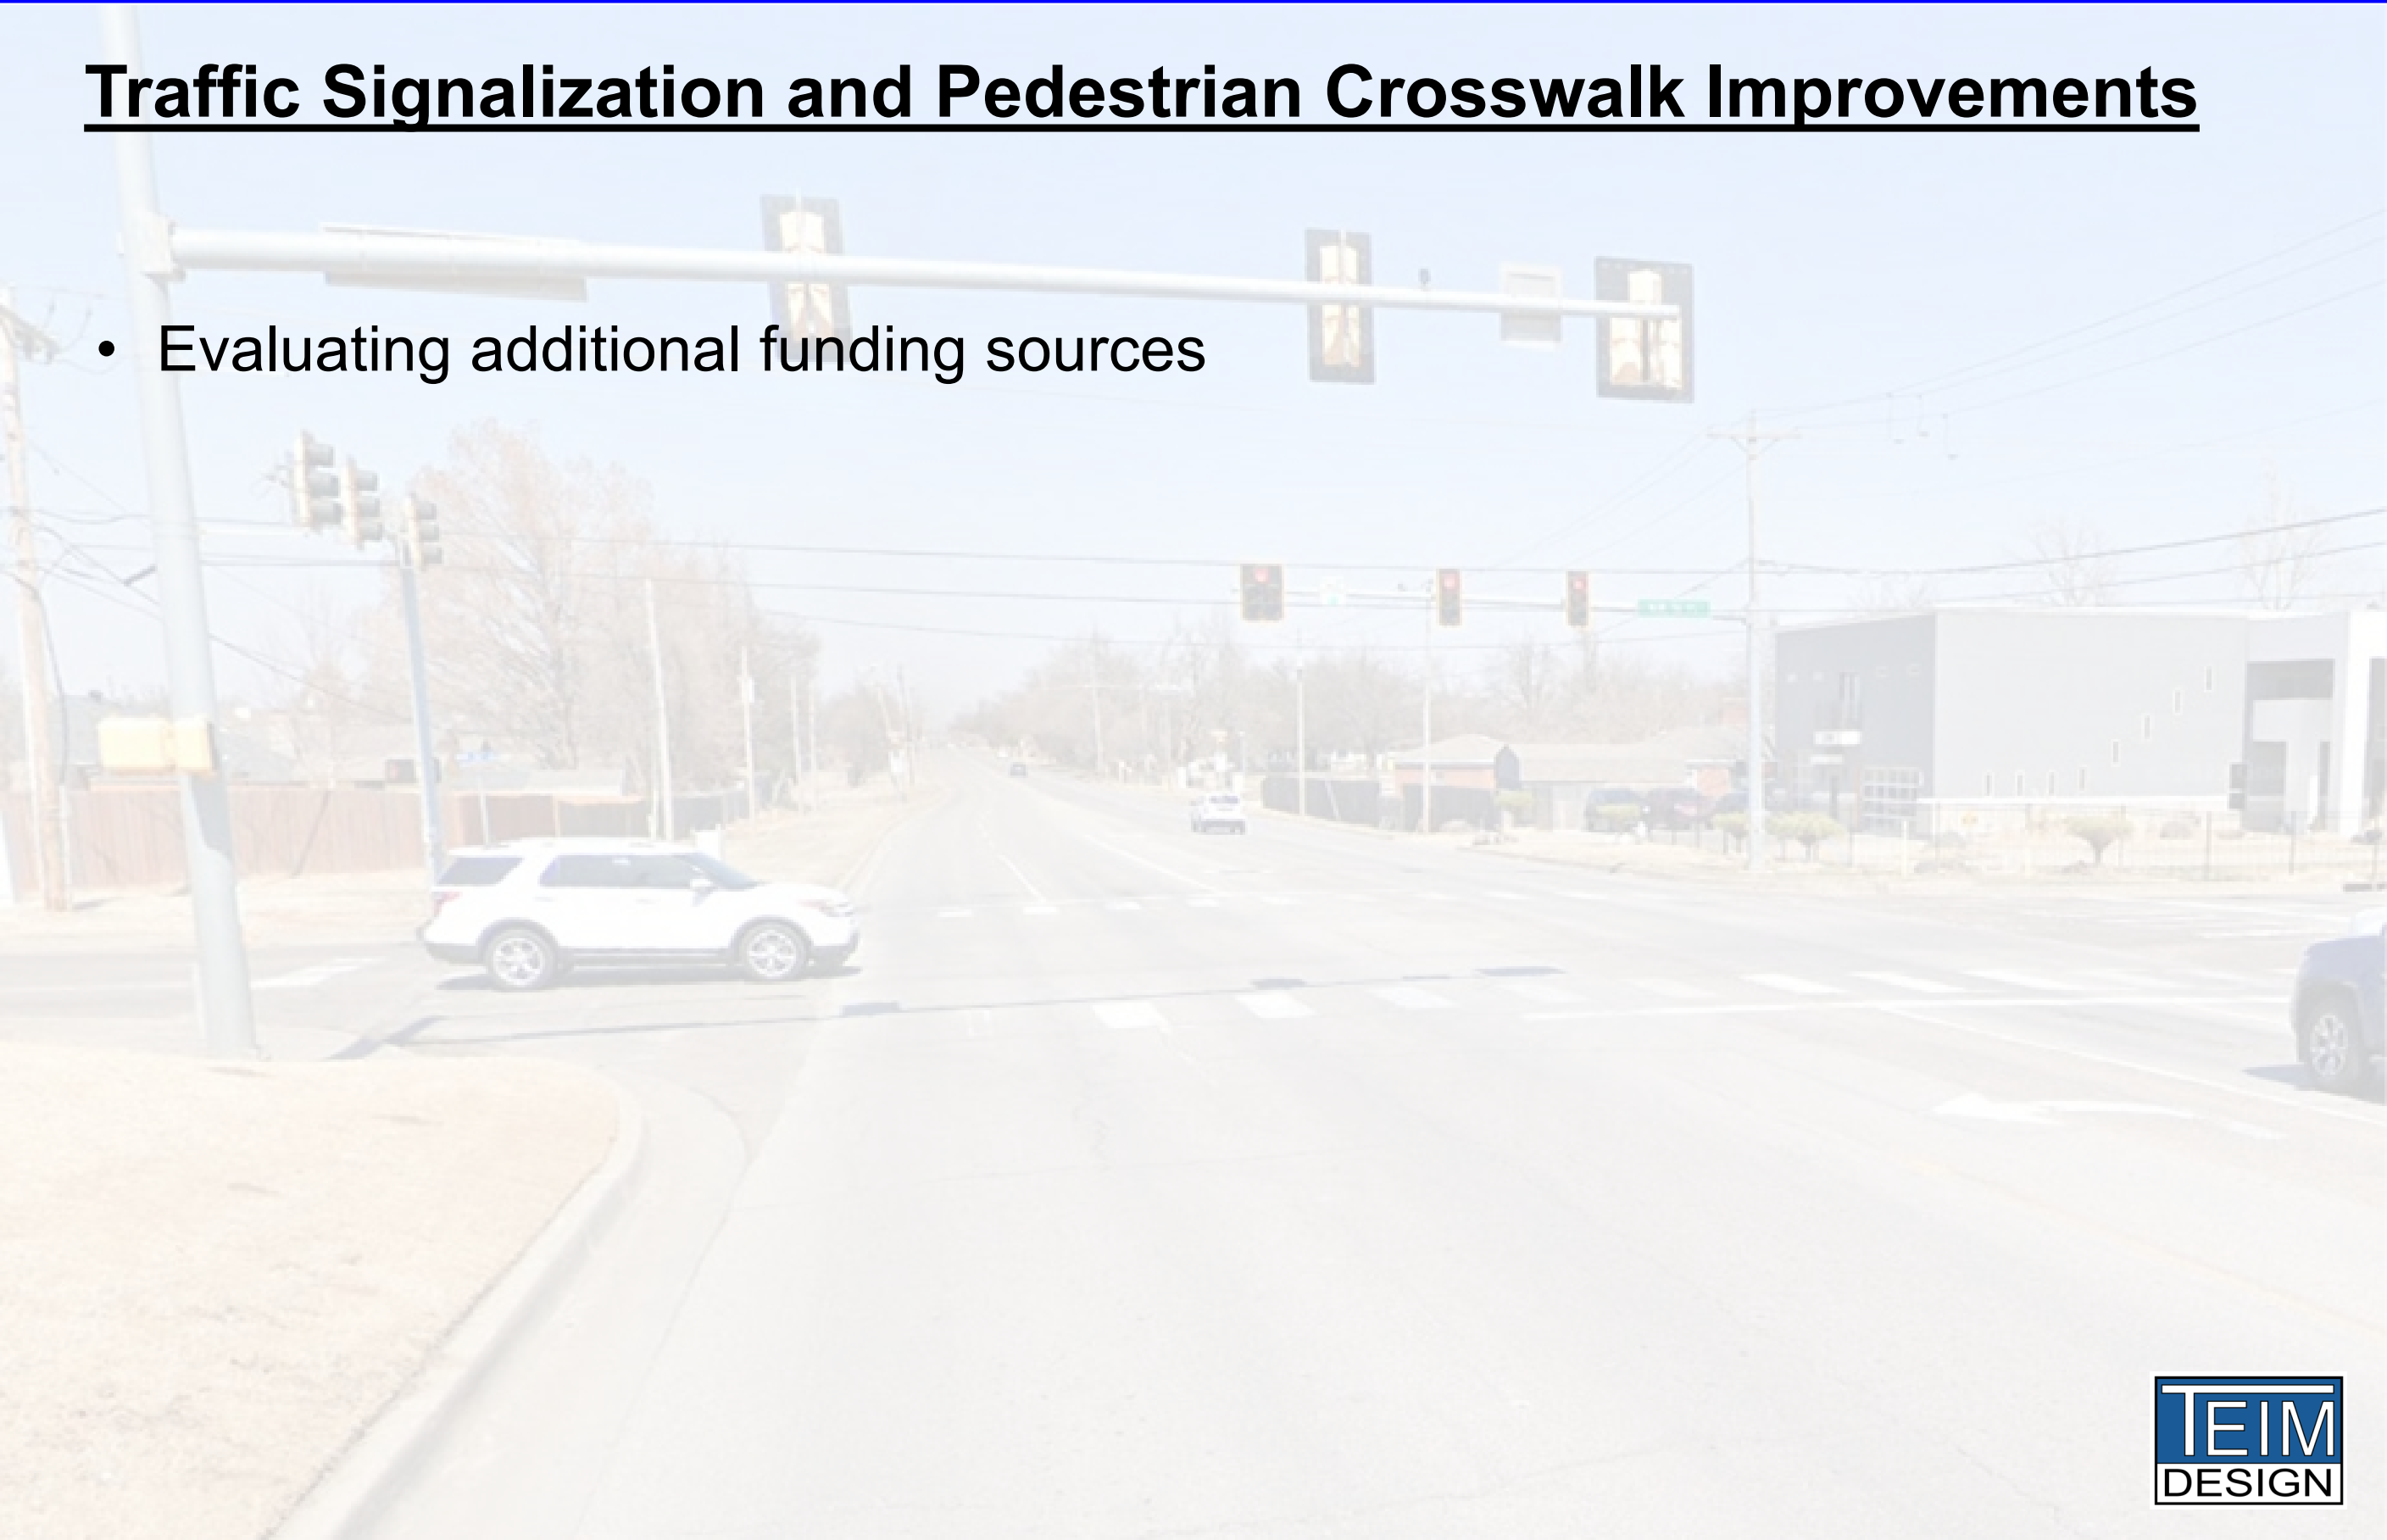 Traffic Signalization and Pedestrian Crosswalk Improvements
• Evaluating additional funding sources
TEIM
DESIGN